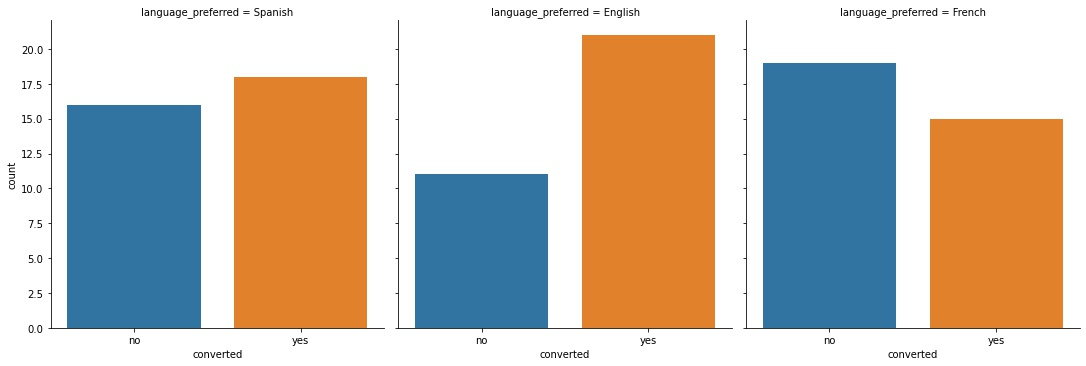 language_preferred = Spanish
language_preferred = English
language_preferred = French
20.0
17.5
15.0
12.5
10.0
7.5
5.0
2.5
0.0
count
no yes
no yes
no yes
converted
converted
converted